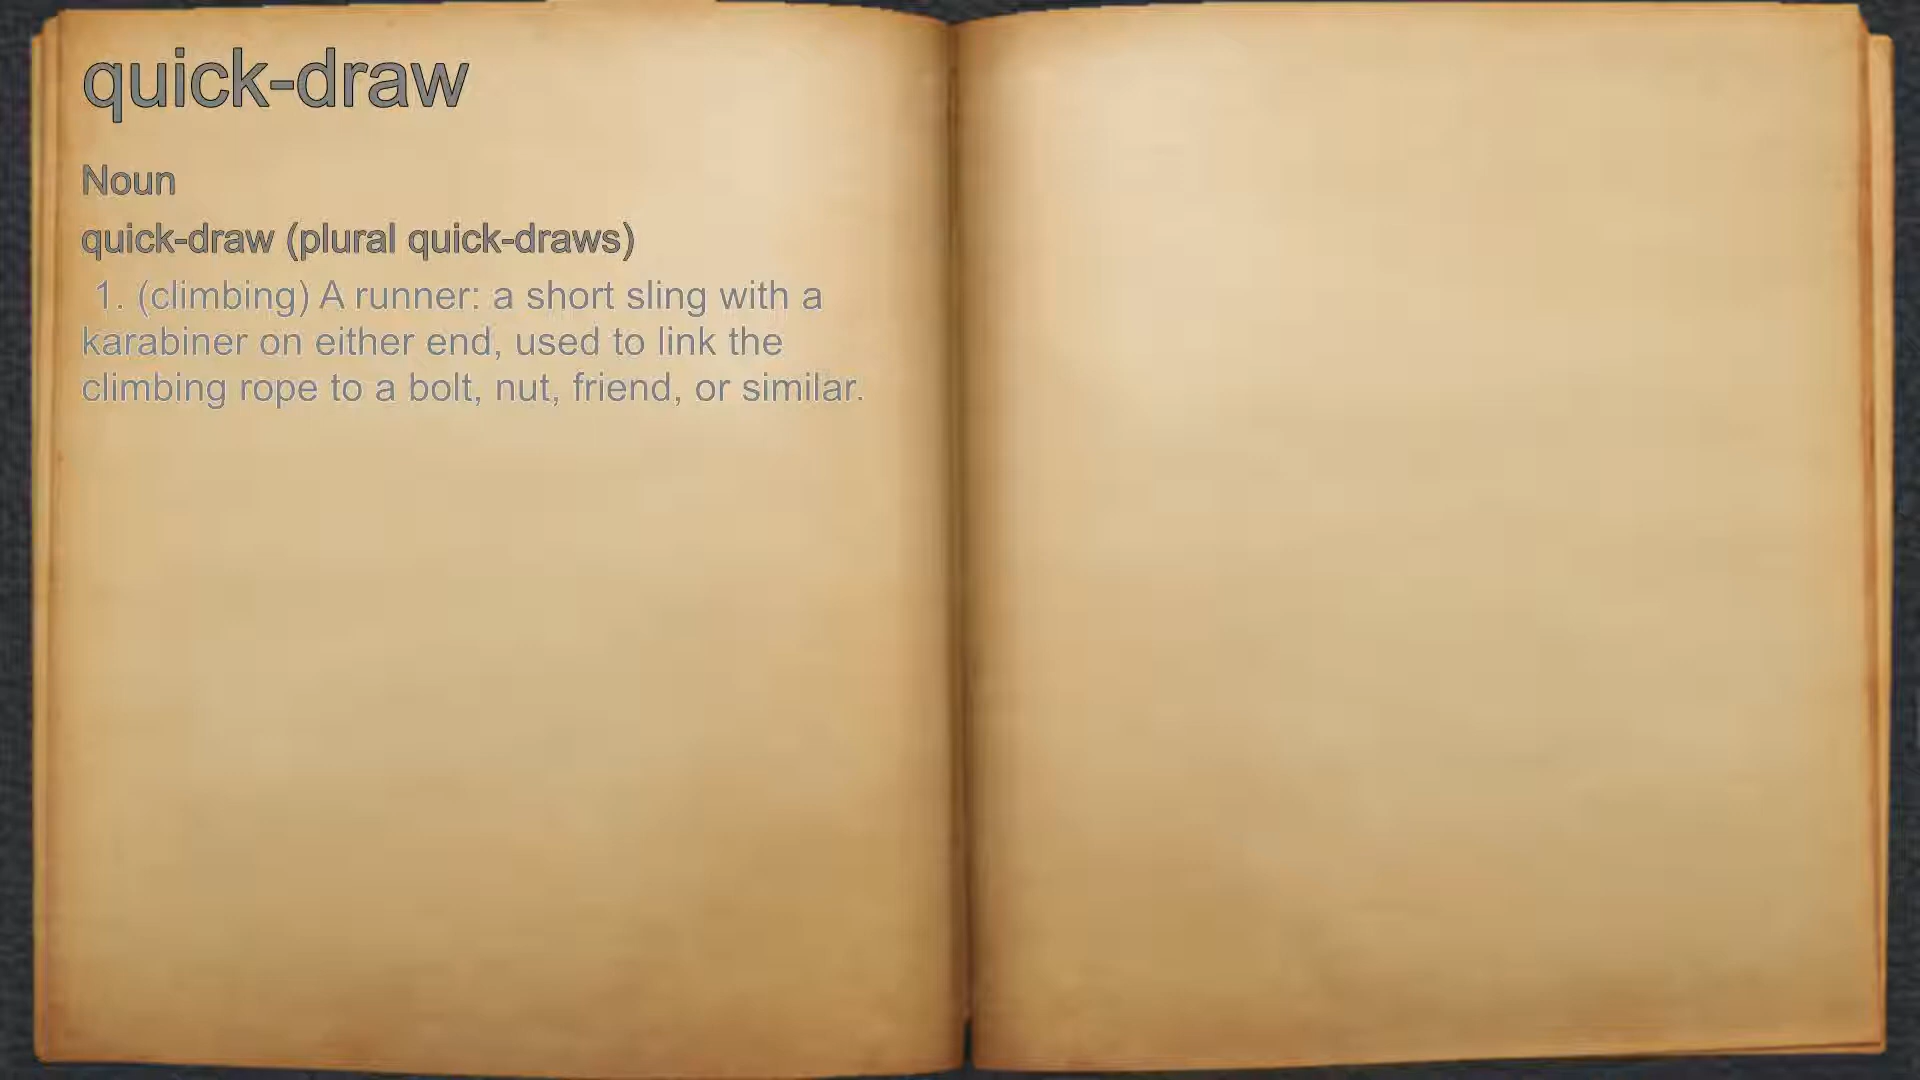 quick-draw
Noun
quick-draw (plural quick-draws)
1. (climbing) A runner: a short sling with a
karabiner on either end, used to link the
climbing rope to a bolt, nut, friend, or similar.